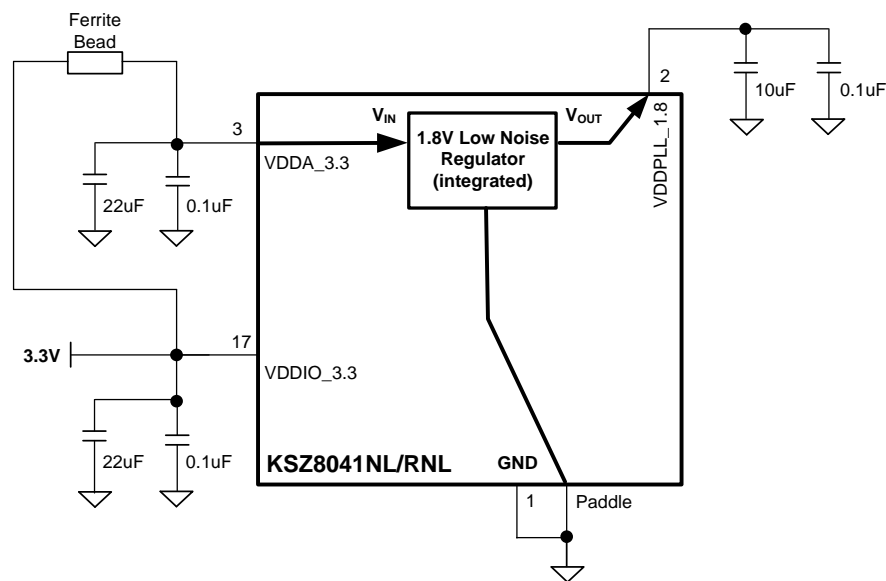 Ferrite
Bead
2
10uF
0.1uF
VDDPLL_1.8
VIN
VOUT
3
1.8V Low Noise
Regulator
(integrated)
VDDA_3.3
22uF
0.1uF
3.3V
17
VDDIO_3.3
22uF
0.1uF
KSZ8041NL/RNL
GND
1
Paddle